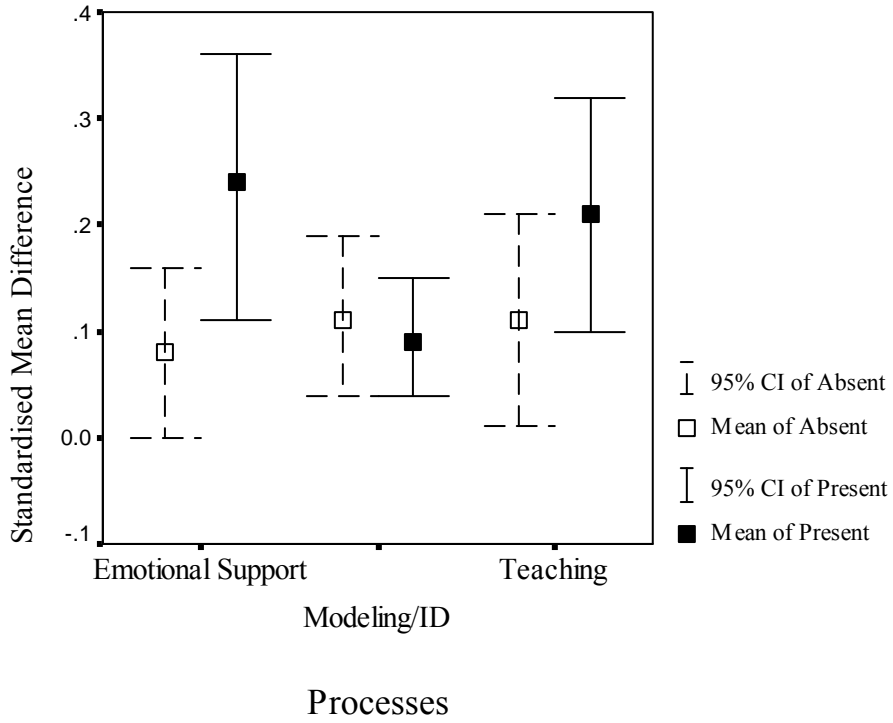 Standardised Mean Difference
.4
.3
.2
.1
0.0
-.1
Emotional Support
Modeling/ID
Teaching
Processes
95% CI of Absent
Mean of Absent
95% CI of Present
Mean of Present